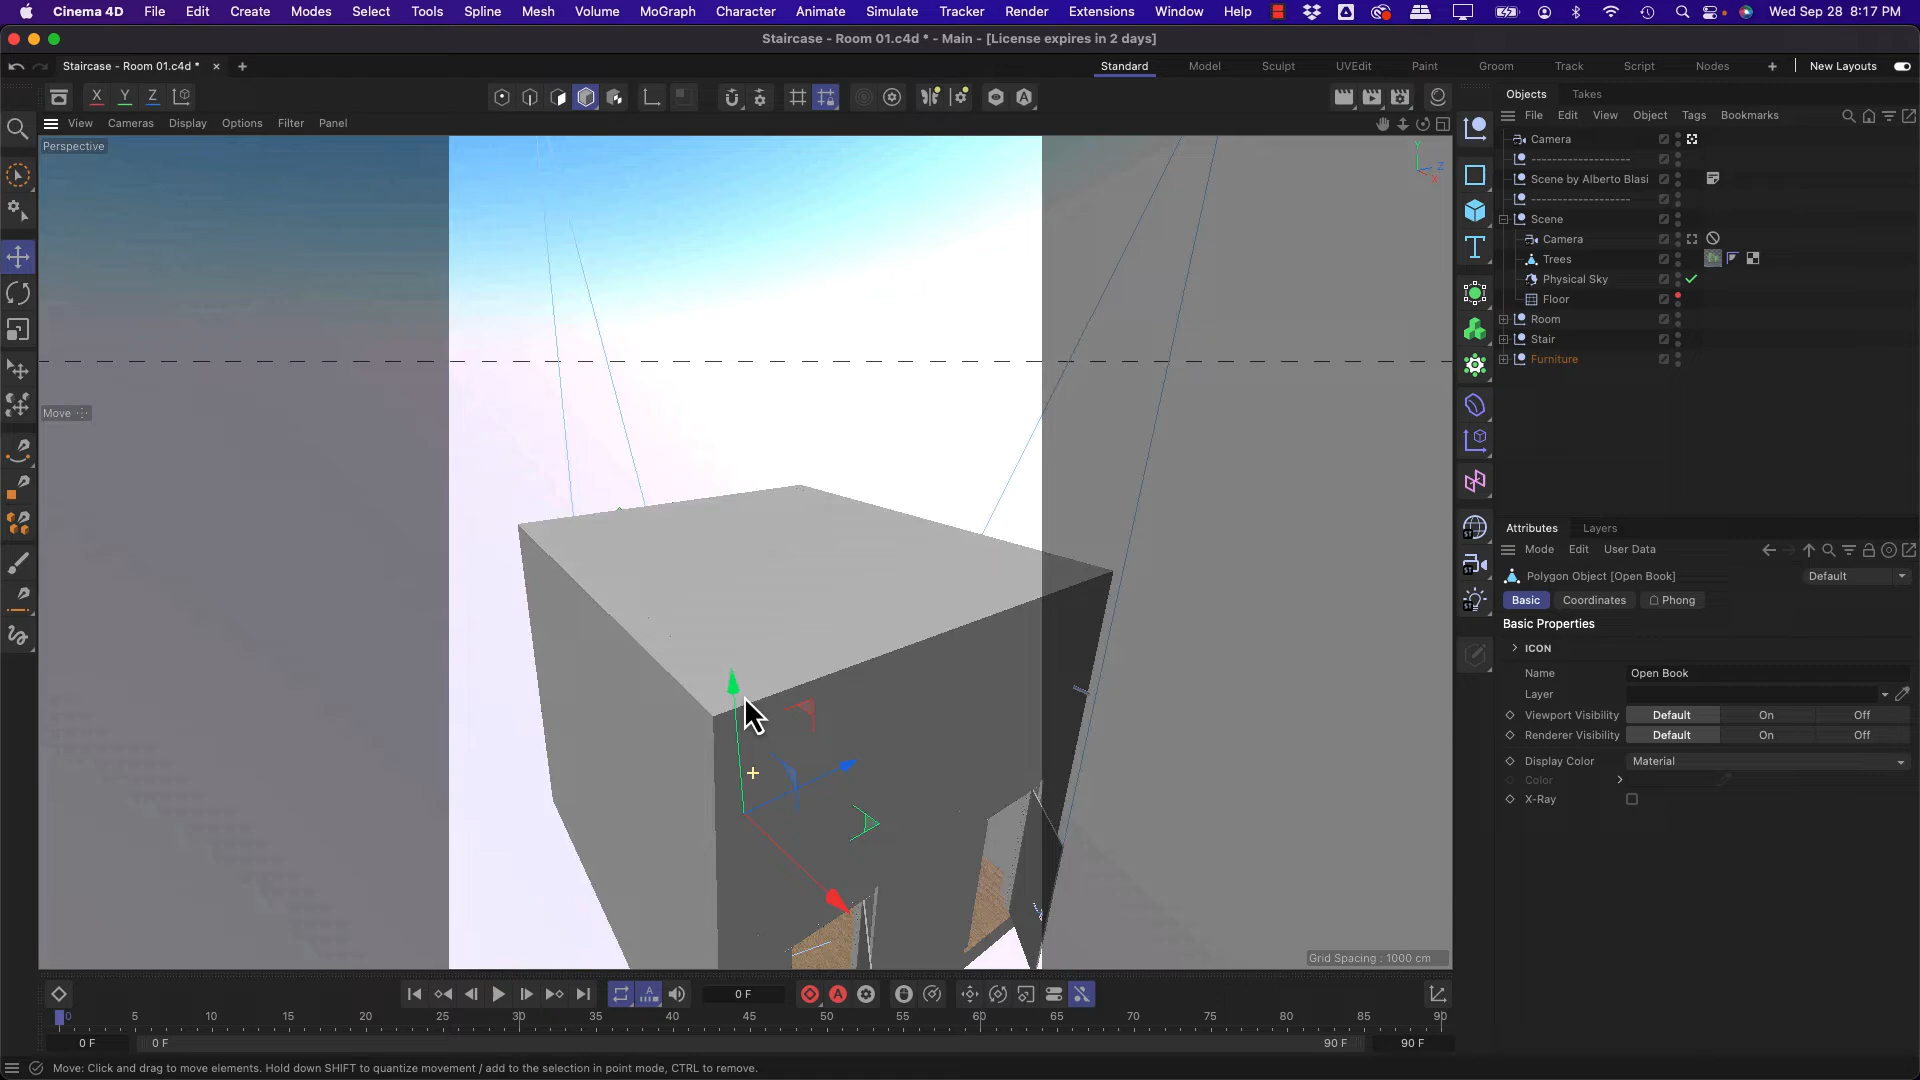 Cinema 4D File Edit Create Modes Select Tools Spline Mesh Volume MoGraph Character Animate Simulate Tracker Render Extensions Window Help Wed Sep 28 8:17 PM
Staircase - Room 01.c4d * - Main - [License expires in 2 days]
Staircase - Room 01.c4d * × + Standard Model Sculpt UVEdit Paint Groom Track Script Nodes + New Layouts
X Y Z
Objects Takes
File Edit View Object Tags Bookmarks
View Cameras Display Options Filter Panel
Perspective
Y
Z
X
Camera
--------------------
Scene by Alberto Blasi
--------------------
Scene
Camera
Trees
Physical Sky
Floor
Room
Stair
Furniture
Move
Attributes Layers
Mode Edit User Data
Polygon Object [Open Book] Default
Basic Coordinates Phong
Basic Properties
ICON
Name Open Book
Layer
Viewport Visibility Default On Off
Renderer Visibility Default On Off
Display Color Material
Color
X-Ray
Grid Spacing : 1000 cm
0 F
0 5 10 15 20 25 30 35 40 45 50 55 60 65 70 75 80 85 90
0 F 0 F 90 F 90 F
Move: Click and drag to move elements. Hold down SHIFT to quantize movement / add to the selection in point mode, CTRL to remove.